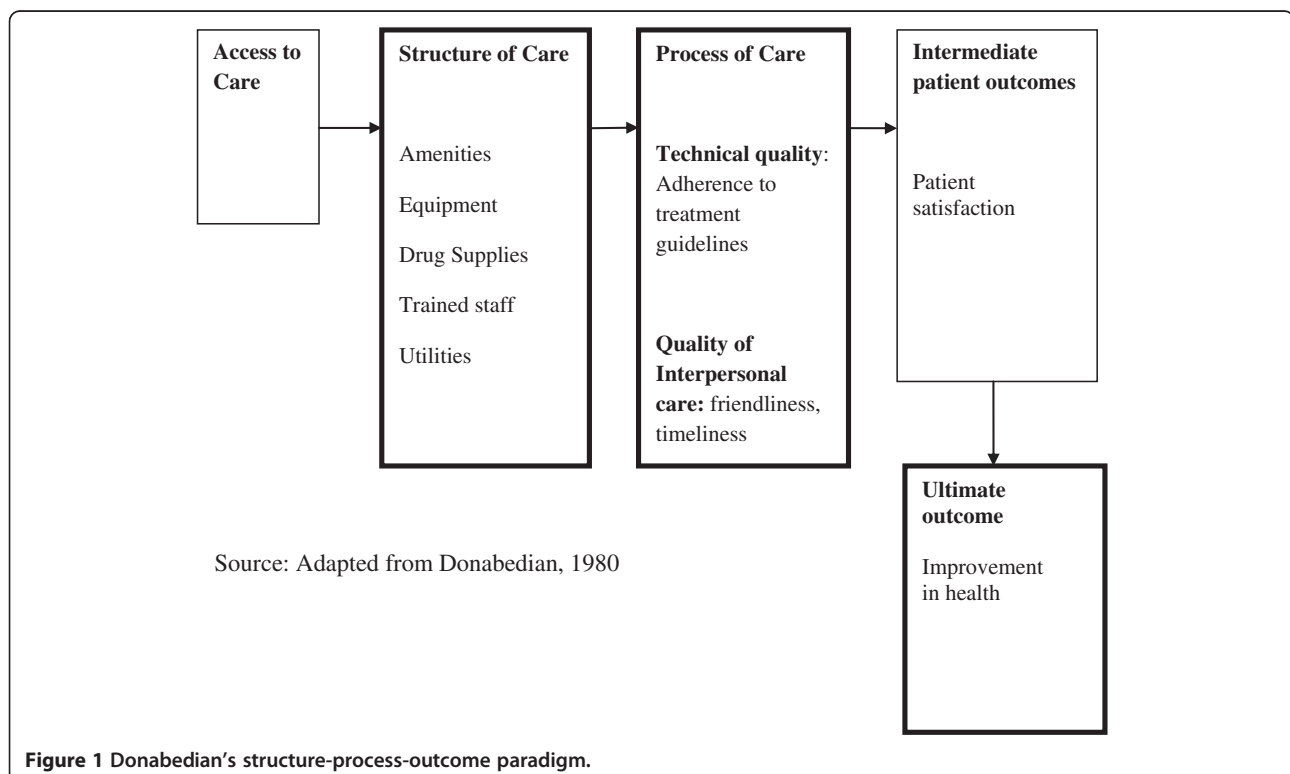 Access to
Care
Structure of Care
Amenities
Equipment
Drug Supplies
Trained staff
Utilities
Process of Care
Technical quality:
Adherence to
treatment
guidelines
Quality of
Interpersonal
care: friendliness,
timeliness
Intermediate
patient outcomes
Patient
satisfaction
Ultimate
outcome
Improvement
in health
Source: Adapted from Donabedian, 1980
Figure 1 Donabedian's structure-process-outcome paradigm.